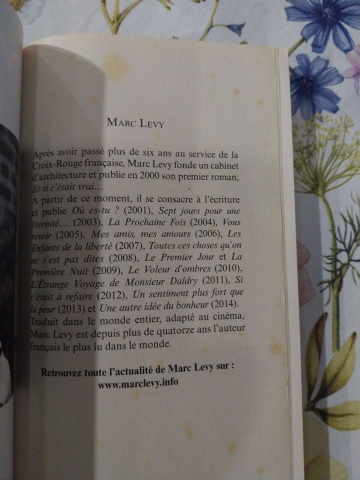 MARC LEVY
Après avoir passé plus de six ans au service de la
Croix-Rouge française, Marc Levy fonde un cabinet
d'architecture et publie en 2000 son premier roman,
Et si c'était vrai...
A partir de ce moment, il se consacre à l'écriture
et publie Où es-tu ? (2001), Sept jours pour une
éternité... (2003), La Prochaine Fois (2004), Vous
revoir (2005), Mes amis, mes amours (2006), Les
Enfants de la liberté (2007), Toutes ces choses qu'on
ne s'est pas dites (2008), Le Premier Jour et La
Première Nuit (2009), Le Voleur d'ombres (2010),
L'Étrange Voyage de Monsieur Daldry (2011), Si
c'était à refaire (2012), Un sentiment plus fort que
la peur (2013) et Une autre idée du bonheur (2014).
Traduit dans le monde entier, adapté au cinéma,
Marc Levy est depuis plus de quatorze ans l'auteur
français le plus lu dans le monde.
Retrouvez toute l'actualité de Marc Levy sur :
www.marclevy.info